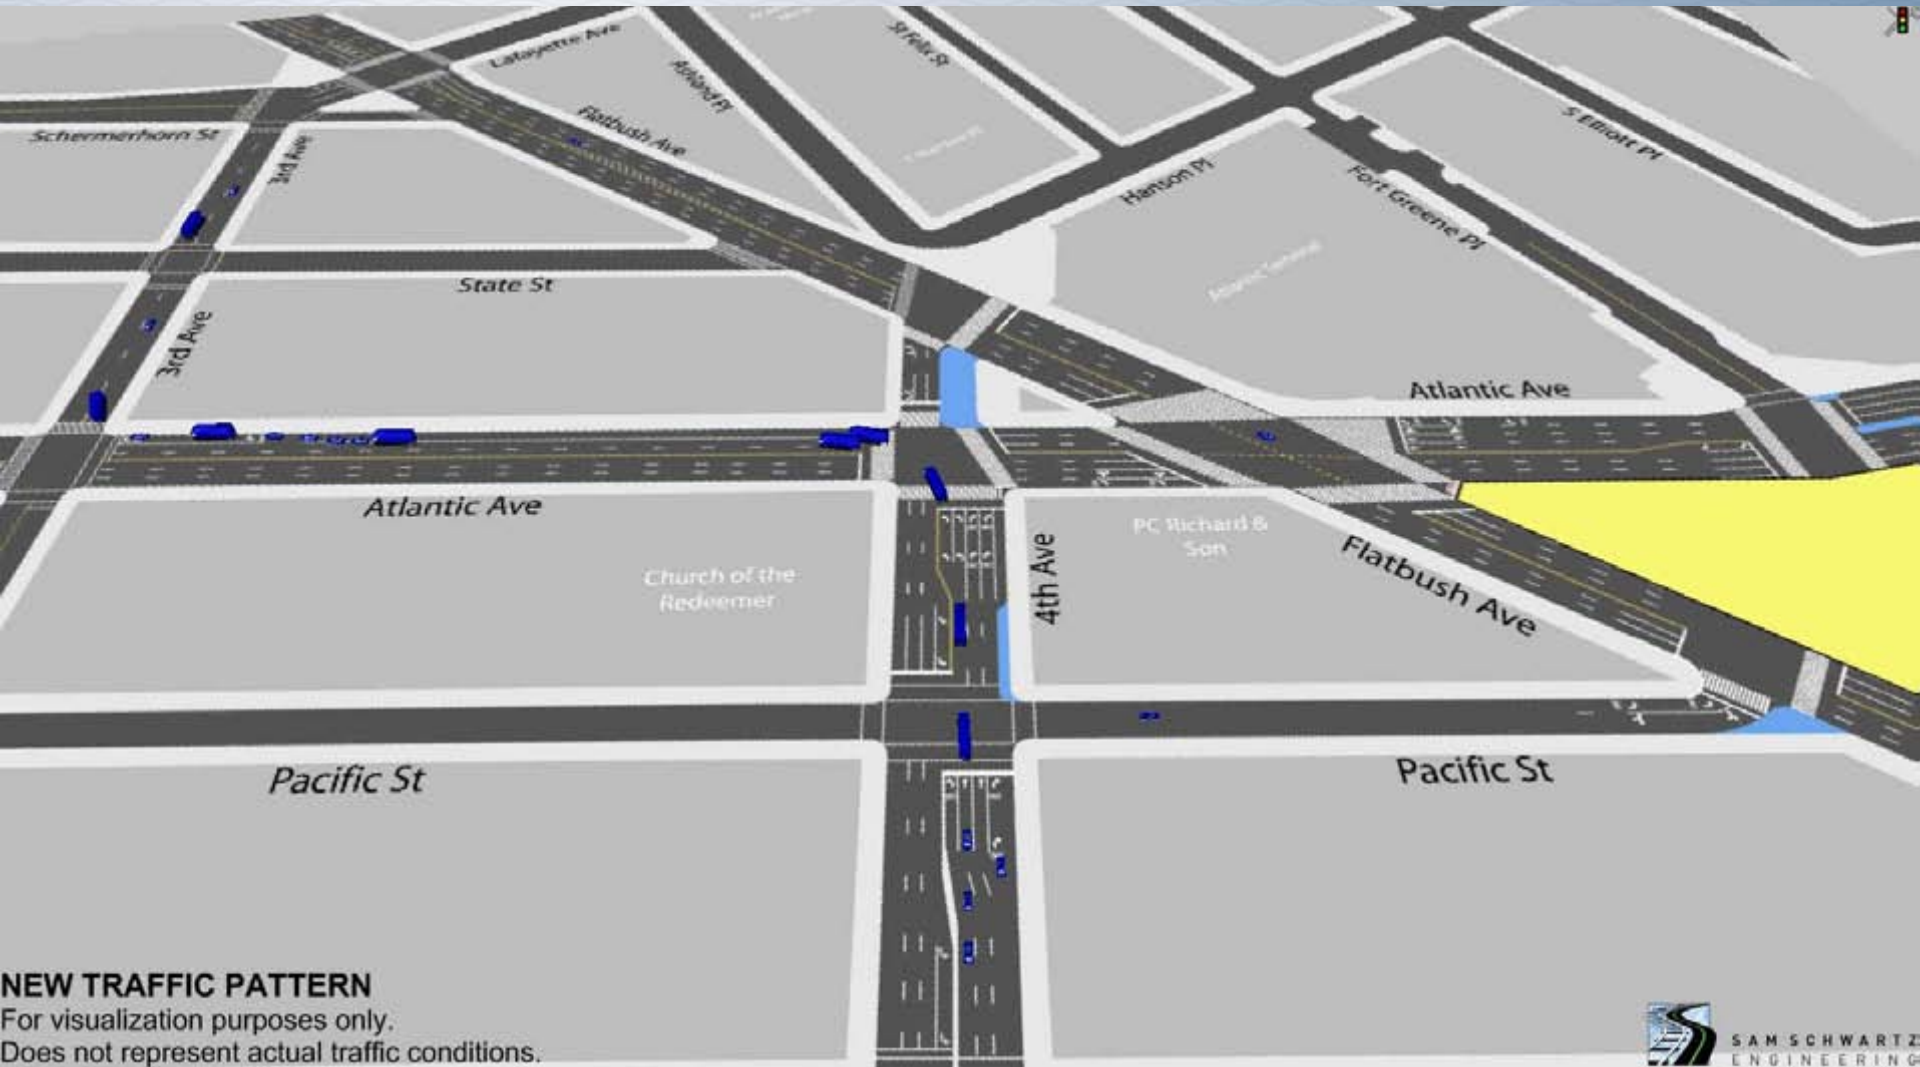 Lafayette Ave
St Felix St
Ashland Pl
Flatbush Ave
Schermerhorn St
3rd Ave
S Elliott Pl
Hanson Pl
Fort Greene Pl
Atlantic Terminal
State St
3rd Ave
Atlantic Ave
Atlantic Ave
PC Richard &
Son
4th Ave
Flatbush Ave
Church of the
Redeemer
Pacific St
Pacific St
NEW TRAFFIC PATTERN
For visualization purposes only.
Does not represent actual traffic conditions.
SAM SCHWARTZ
ENGINEERING